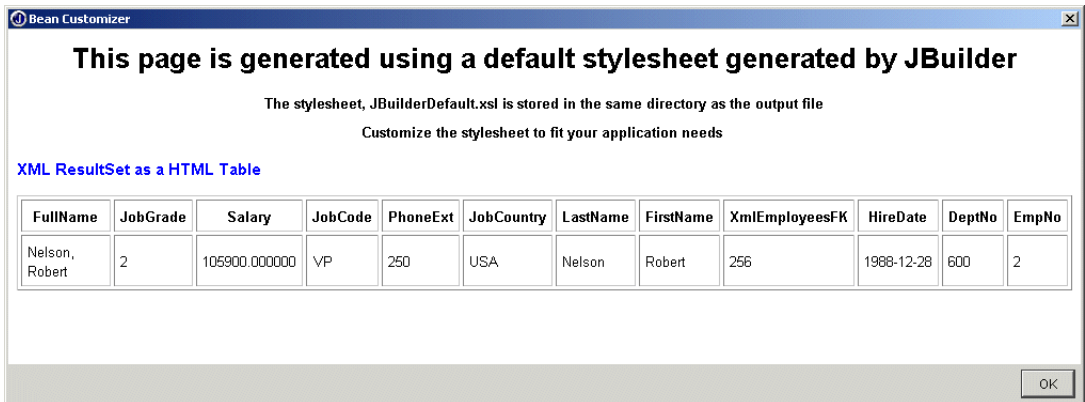 Bean Customizer
This page is generated using a default stylesheet generated by JBuilder
The stylesheet, JBuilderDefault.xsl is stored in the same directory as the output file
Customize the stylesheet to fit your application needs
XML ResultSet as a HTML Table
FullName JobGrade Salary JobCode PhoneExt JobCountry LastName FirstName XmlEmployeesFK HireDate DeptNo EmpNo
Nelson,
Robert 2 105900.000000 VP 250 USA Nelson Robert 256 1988-12-28 600 2
OK